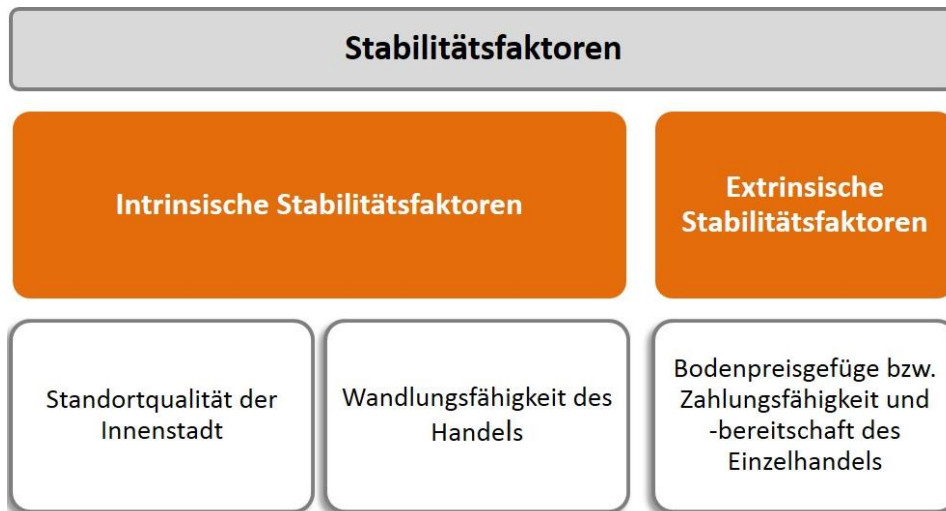 Stabilitätsfaktoren
Intrinsische Stabilitätsfaktoren
Extrinsische
Stabilitätsfaktoren
Standortqualität der
Innenstadt
Wandlungsfähigkeit des
Handels
Bodenpreisgefüge bzw.
Zahlungsfähigkeit und
-bereitschaft des
Einzelhandels